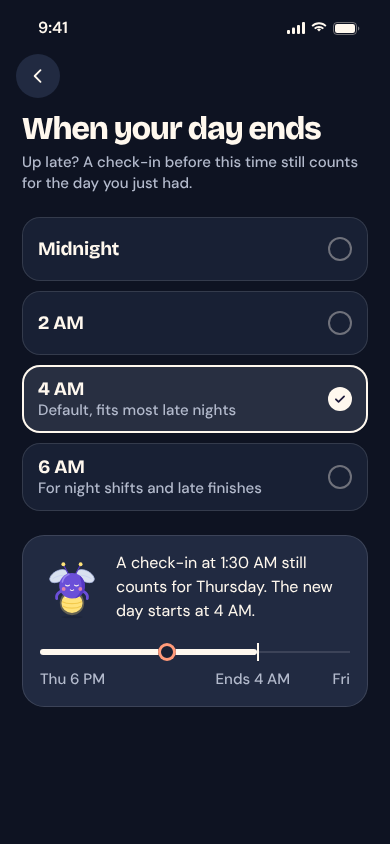 9:41
When your day ends
Up late? A check-in before this time still counts
for the day you just had.
Midnight
2 AM
4 AM
Default, fits most late nights
6 AM
For night shifts and late finishes
A check-in at 1:30 AM still
counts for Thursday. The new
day starts at 4 AM.
Thu 6 PM
Ends 4 AM
Fri